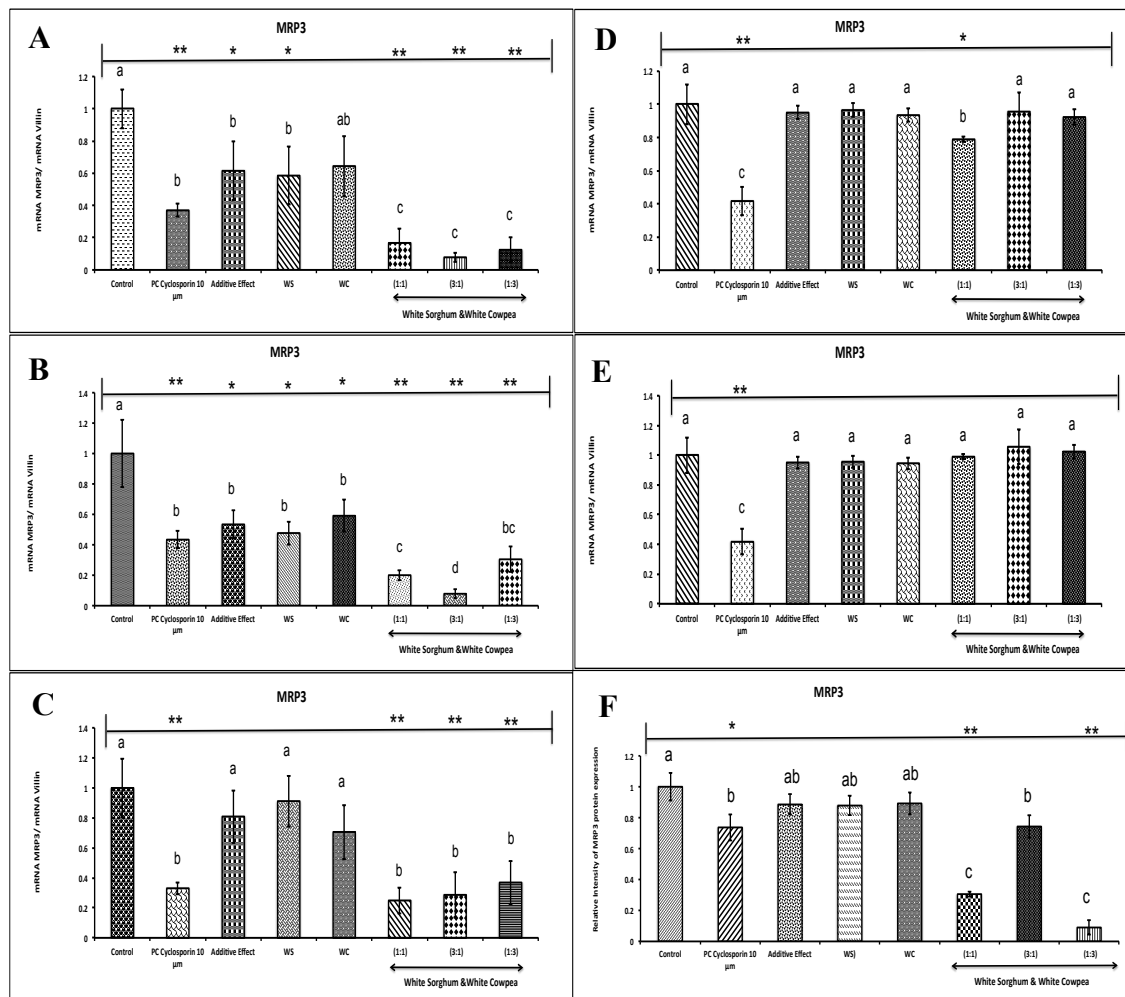 A
MRP3
** * * ** ** **
a b b b ab c c c
mRNA MRP3/ mRNA Villin
1.2
1
0.8
0.6
0.4
0.2
0
Control PC Cyclosporin 10 µm Additive Effect WS WC (1:1) (3:1) (1:3)
White Sorghum &White Cowpea
B
MRP3
** * * * ** ** **
a b b b b c d bc
mRNA MRP3/ mRNA Villin
1.4
1.2
1
0.8
0.6
0.4
0.2
0
Control PC Cyclosporin 10 µm Additive Effect WS WC (1:1) (3:1) (1:3)
White Sorghum &White Cowpea
C
MRP3
** ** ** **
a b a a a b b b
mRNA MRP3/ mRNA Villin
1.4
1.2
1
0.8
0.6
0.4
0.2
0
Control PC Cyclosporin 10 µm Additive Effect WS WC (1:1) (3:1) (1:3)
White Sorghum &White Cowpea
D
MRP3
** *
a c a a a b a a
mRNA MRP3/ mRNA Villin
1.2
1
0.8
0.6
0.4
0.2
0
Control PC Cyclosporin 10 µm Additive Effect WS WC (1:1) (3:1) (1:3)
White Sorghum &White Cowpea
E
MRP3
**
a c a a a a a a
mRNA MRP3/ mRNA Villin
1.4
1.2
1
0.8
0.6
0.4
0.2
0
Control PC Cyclosporin 10 µm Additive Effect WS WC (1:1) (3:1) (1:3)
White Sorghum &White Cowpea
F
MRP3
* ** **
a b ab ab ab c b c
Relative Intensity of MRP3 protein expression
1.2
1
0.8
0.6
0.4
0.2
0
Control PC Cyclosporin 10 µm Additive Effect WS) WC (1:1) (3:1) (1:3)
White Sorghum & White Cowpea